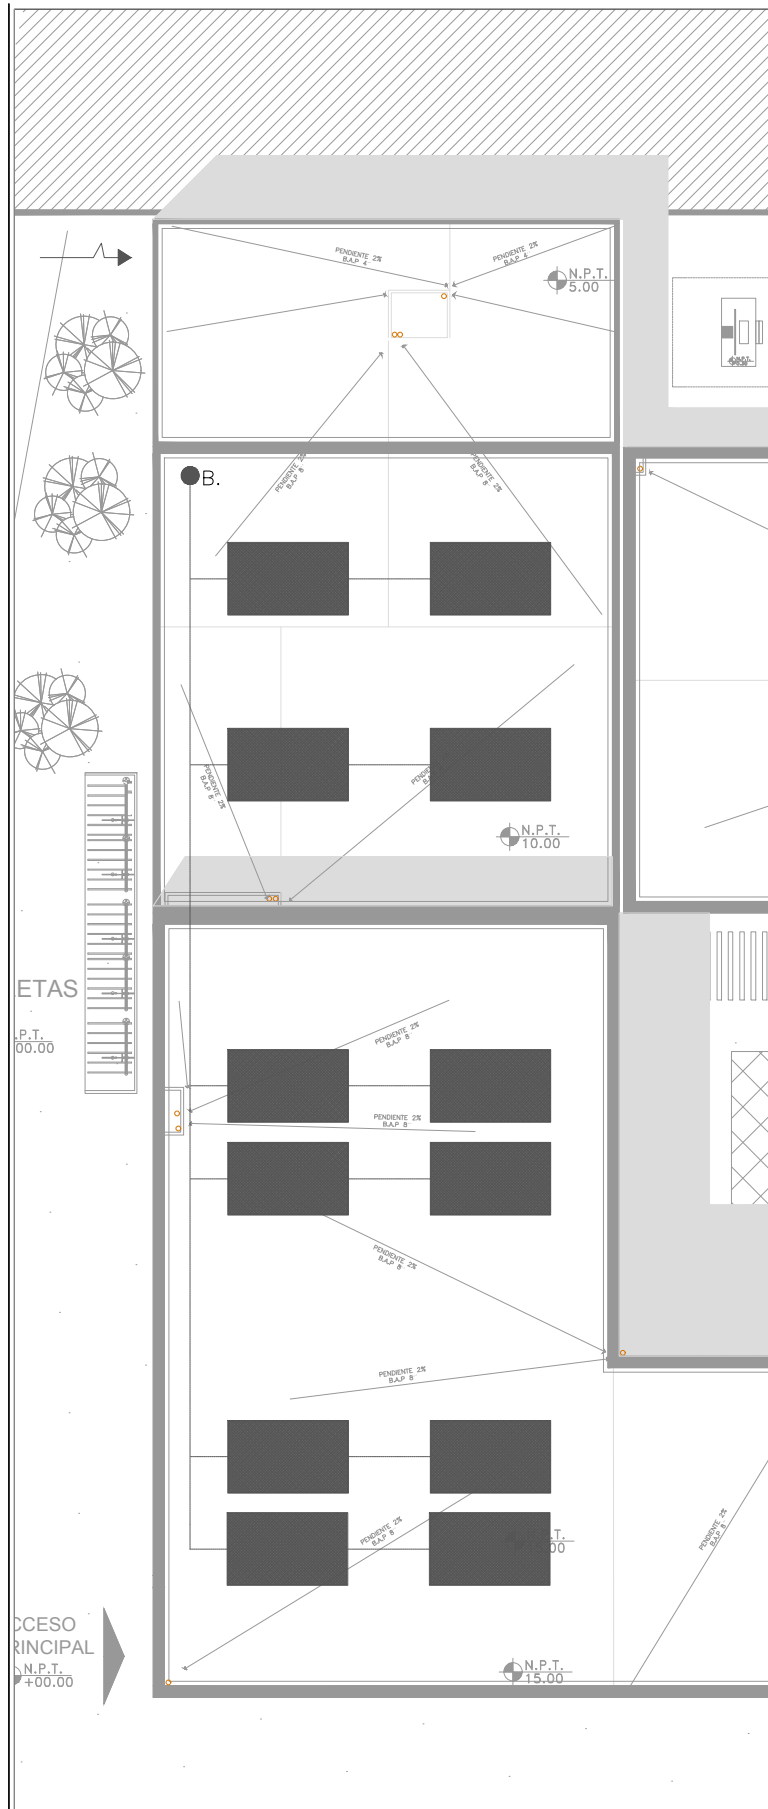 PENDIENTE 2%
B.A.P 4
PENDIENTE 2%
B.A.P 4
N.P.T.
5.00
B.
PENDIENTE 2%
B.A.P 8
PENDIENTE 2%
B.A.P 8
PENDIENTE 2%
B.A.P 8
N.P.T.
10.00
ETAS
.P.T.
00.00
PENDIENTE 2%
B.A.P 8
PENDIENTE 2%
B.A.P 8
PENDIENTE 2%
B.A.P 8
PENDIENTE 2%
B.A.P 8
PENDIENTE 2%
B.A.P 8
PENDIENTE 2%
B.A.P 8
CCESO
RINCIPAL
N.P.T.
+00.00
N.P.T.
15.00